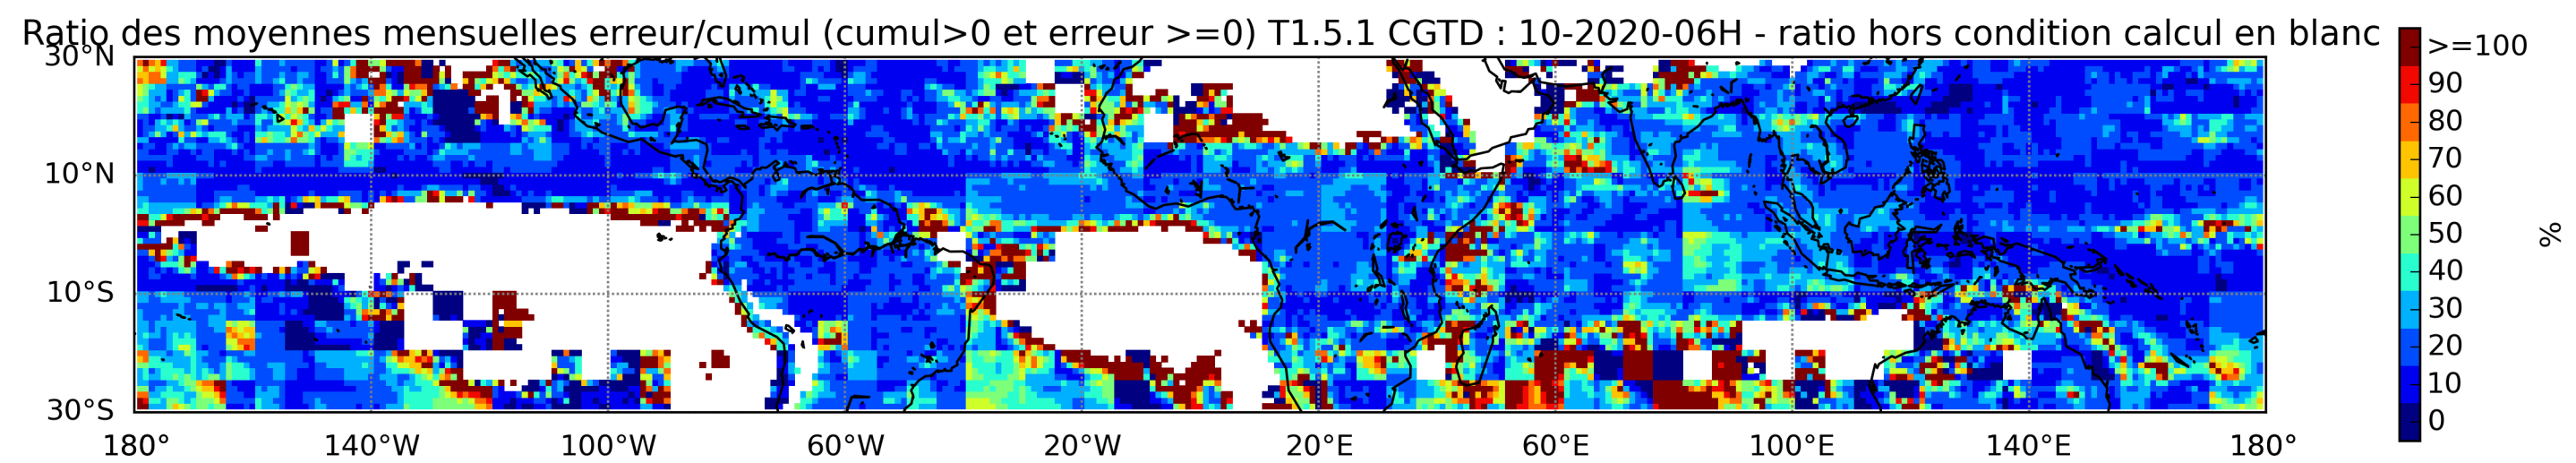 Ratio des moyennes mensuelles erreur/cumul (cumul>0 et erreur >=0) T1.5.1 CGTD : 10-2020-06H - ratio hors condition calcul en blanc
30°N
10°N
10°S
30°S
180° 140°W 100°W 60°W 20°W 20°E 60°E 100°E 140°E 180°
>=100
90
80
70
60
50
40
30
20
10
0
%